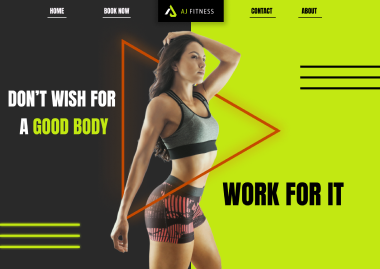 HOME
BOOK NOW
AJ FITNESS
CONTACT
ABOUT
DON'T WISH FOR
A GOOD BODY
WORK FOR IT